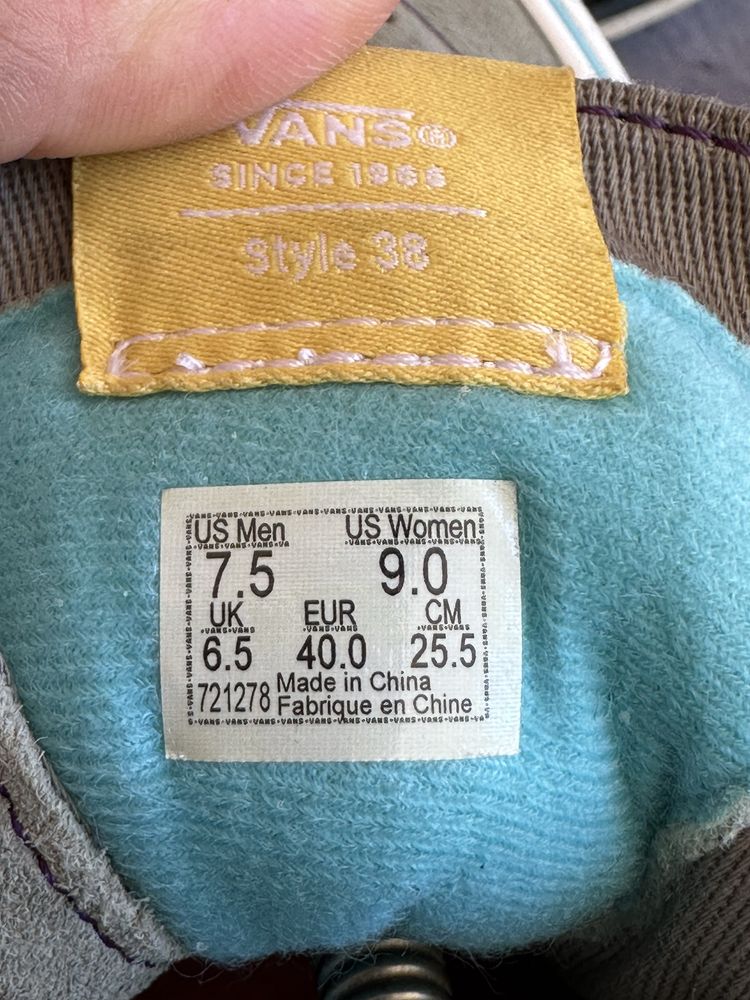 VANS
SINCE 1966
Style 38
US Men US Women
7.5 9.0
UK EUR CM
6.5 40.0 25.5
721278 Made in China
Fabrique en Chine